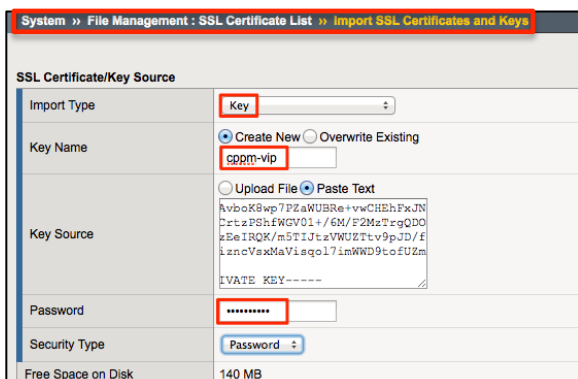 System » File Management : SSL Certificate List » Import SSL Certificates and Keys
SSL Certificate/Key Source
Import Type
Key
Key Name
Create New Overwrite Existing
cppm-vip
Upload File Paste Text
Key Source
AvboK8wp7PZaWUBRe+vwCHEhFxJN
CrtzPShfWGV01+/6M/F2MzTrgQDO
zEeIRQK/m5TIJtzVWUZTtv9pJD/f
izncVsxMaVisqol7imWWD9tofUZm
IVATE KEY-----
Password
••••••••••
Security Type
Password
Free Space on Disk
140 MB